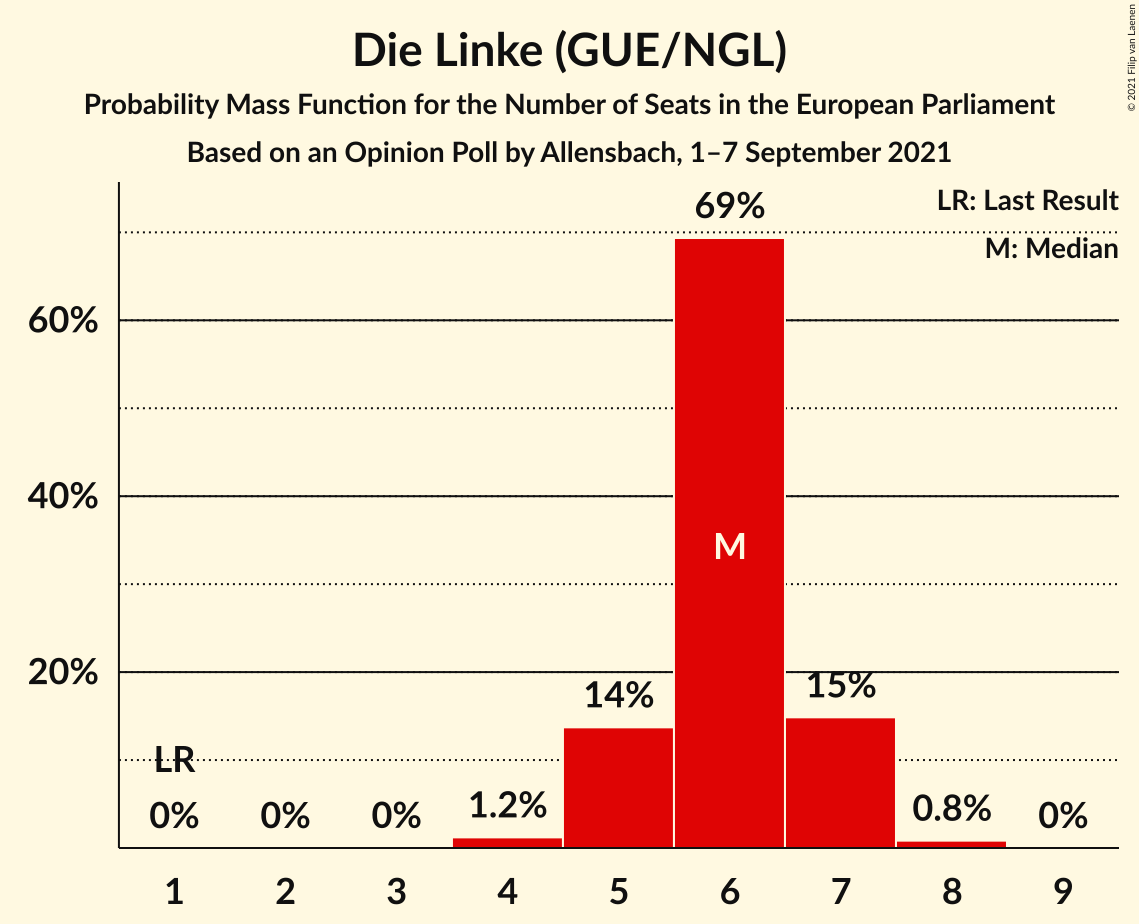 Die Linke (GUE/NGL)
Probability Mass Function for the Number of Seats in the European Parliament
Based on an Opinion Poll by Allensbach, 1–7 September 2021
© 2021 Filip van Laenen
LR: Last Result
M: Median
69%
60%
40%
M
20%
14%
15%
LR
0%
0%
0%
1.2%
0.8%
0%
1
2
3
4
5
6
7
8
9